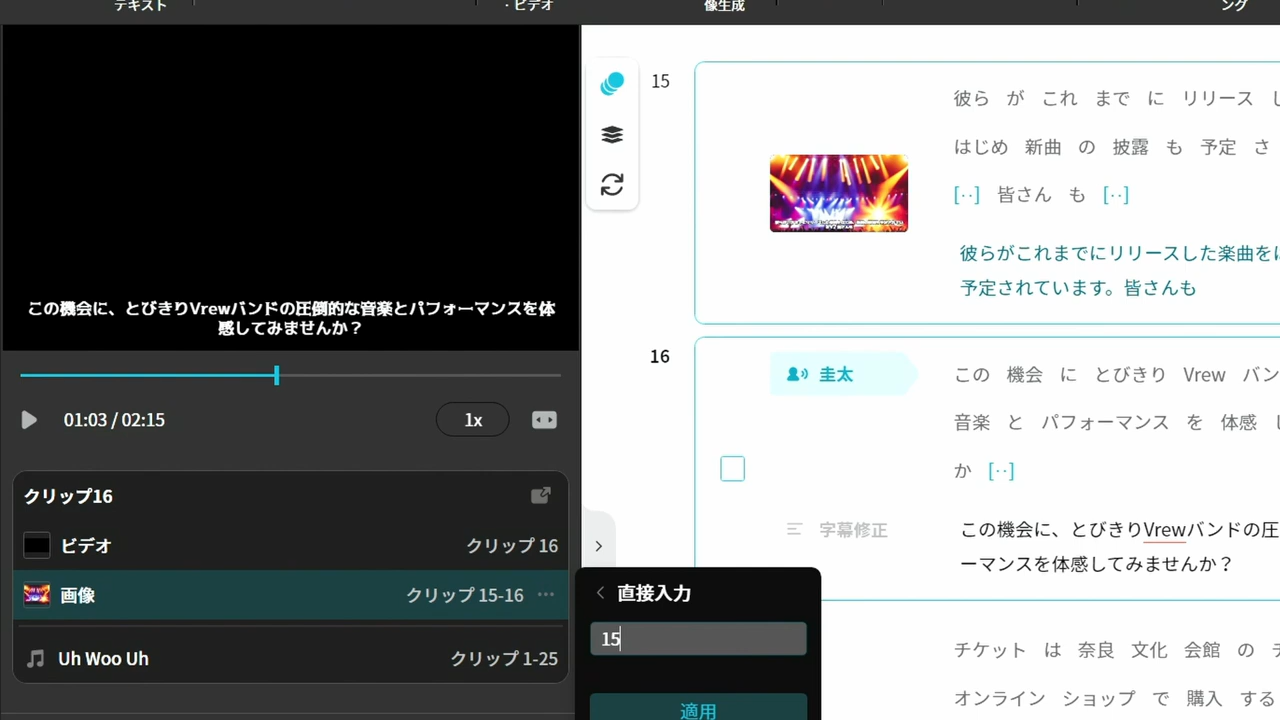 テキスト
・ビデオ
像生成
ング
この機会に、とびきりVrewバンドの圧倒的な音楽とパフォーマンスを体
感してみませんか？
01:03 / 02:15
1x
クリップ16
ビデオ
クリップ 16
画像
クリップ 15-16
Uh Woo Uh
クリップ 1-25
15
彼ら が これ まで に リリース し
はじめ 新曲 の 披露 も 予定 さ
[··] 皆さん も [··]
彼らがこれまでにリリースした楽曲をに
予定されています。皆さんも
16
圭太
この 機会 に とびきり Vrew バン
音楽 と パフォーマンス を 体感 し
か [··]
字幕修正
この機会に、とびきりVrewバンドの圧
ーマンスを体感してみませんか？
直接入力
15
適用
チケット は 奈良 文化 会館 の チ
オンライン ショップ で 購入 する